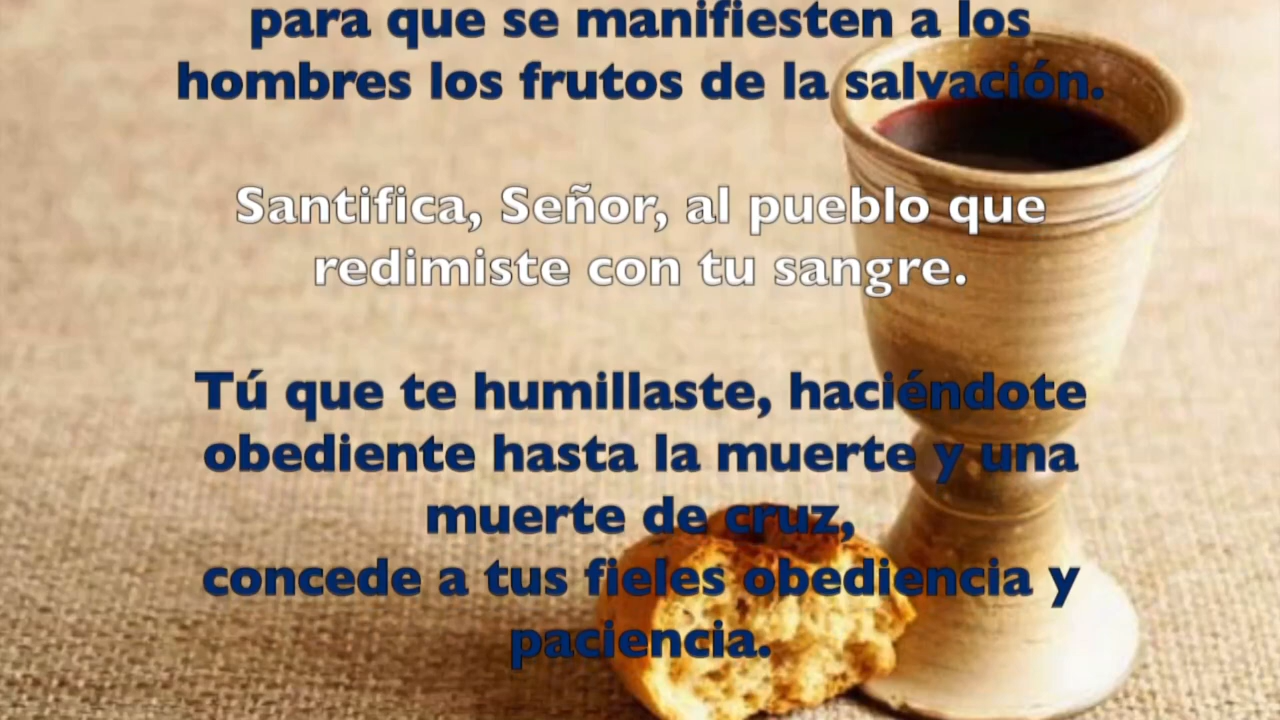 para que se manifiesten a los
hombres los frutos de la salvación.
Santifica, Señor, al pueblo que
redimiste con tu sangre.
Tú que te humillaste, haciéndote
obediente hasta la muerte y una
muerte de cruz,
concede a tus fieles obediencia y
paciencia.